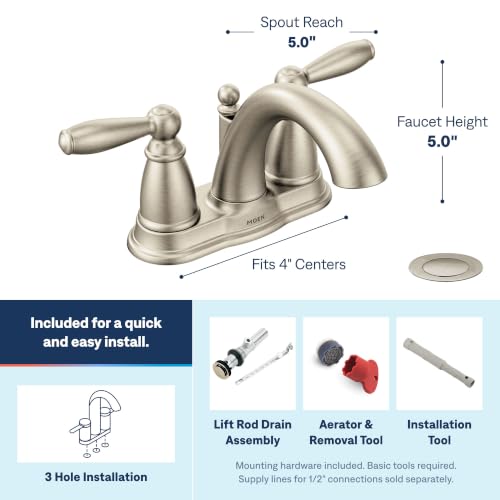 Spout Reach
5.0"
Faucet Height
5.0"
MOEN
Fits 4" Centers
Included for a quick
and easy install.
3 Hole Installation
Lift Rod Drain
Assembly
Aerator &
Removal Tool
Installation
Tool
Mounting hardware included. Basic tools required.
Supply lines for 1/2" connections sold separately.